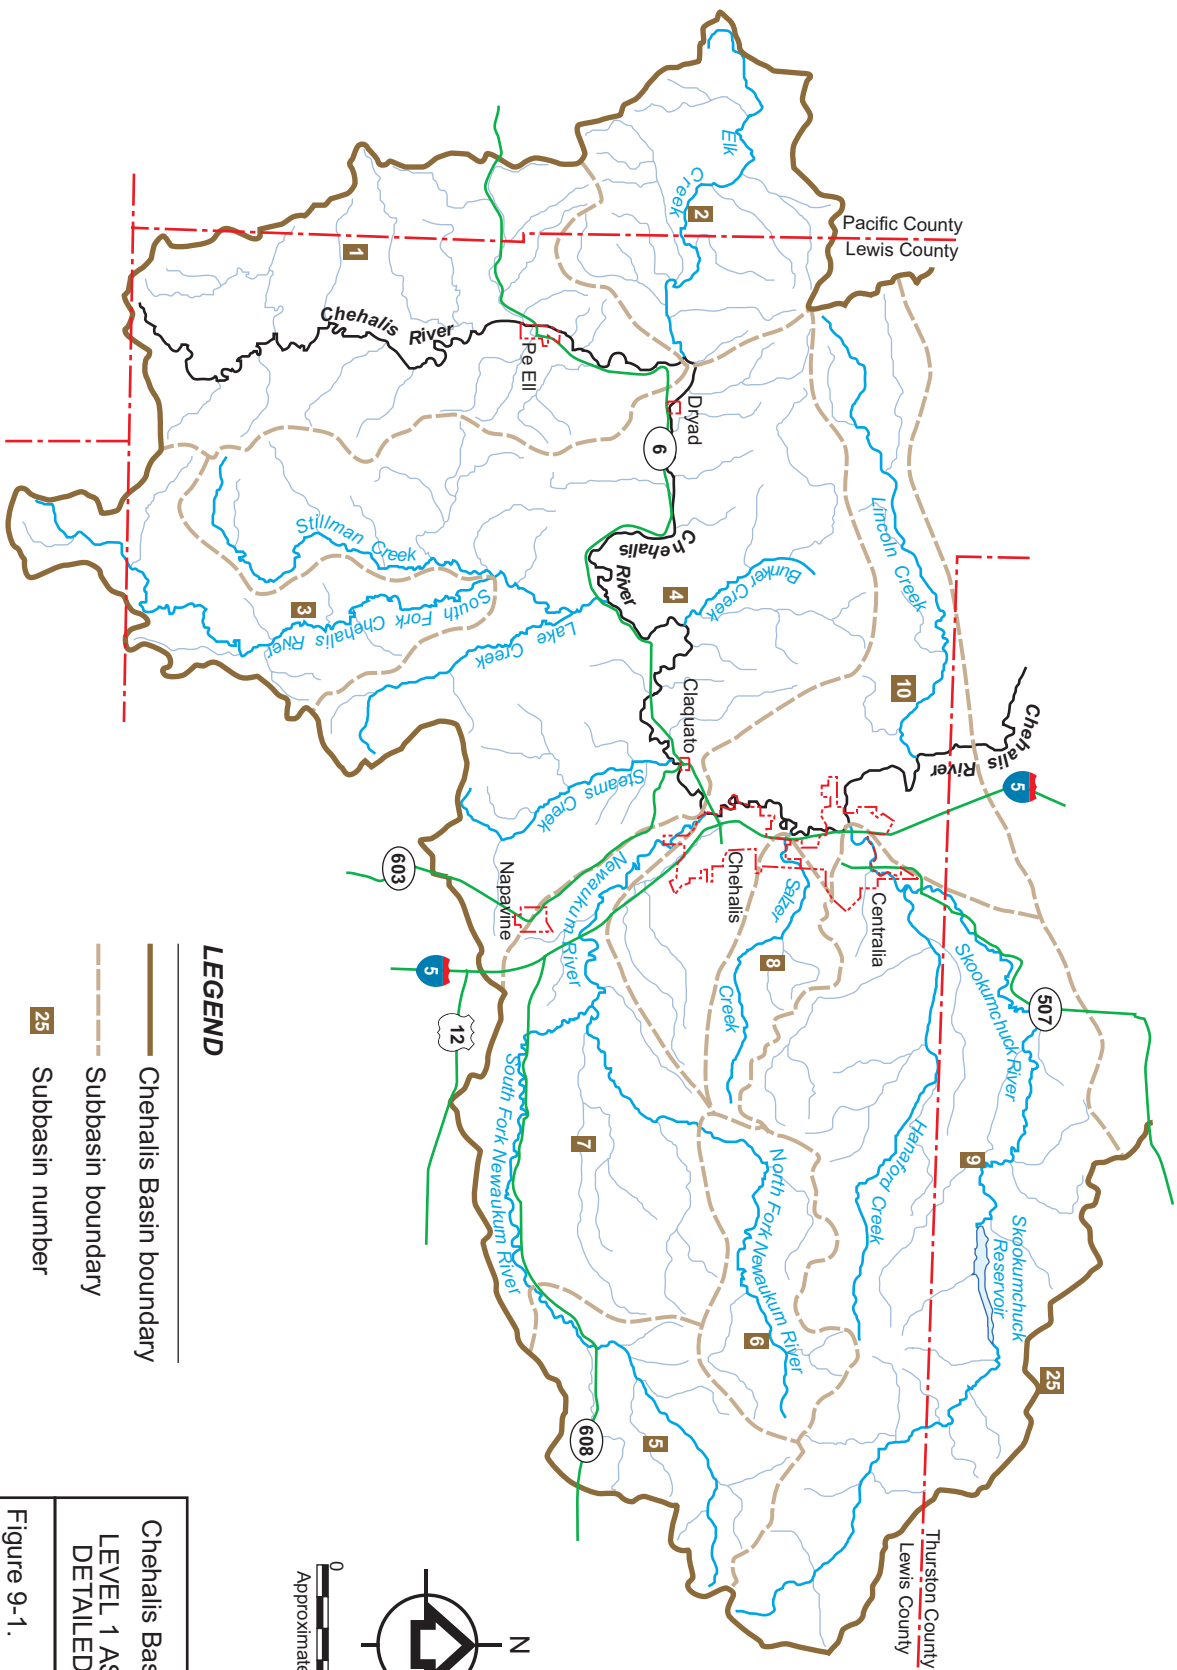 Pacific County
Lewis County
Elk
Creek
2
1
Chehalis River
Pe Ell
Dryad
6
Chehalis
River
4
Bunker Creek
Lincoln Creek
10
Stillman Creek
3
South Fork Chehalis River
Lake Creek
Claquato
Stearns Creek
Chehalis
River
5
603
Napavine
Newaukum River
Chehalis
Salzer
Creek
8
Centralia
Skookumchuck River
507
5
12
South Fork Newaukum River
7
North Fork Newaukum River
6
Hanaford Creek
9
Skookumchuck
Reservoir
25
5
608
Thurston County
Lewis County
LEGEND
Chehalis Basin boundary
Subbasin boundary
25
Subbasin number
N
0
Approximate
Chehalis Bas
LEVEL 1 AS
DETAILED
Figure 9-1.